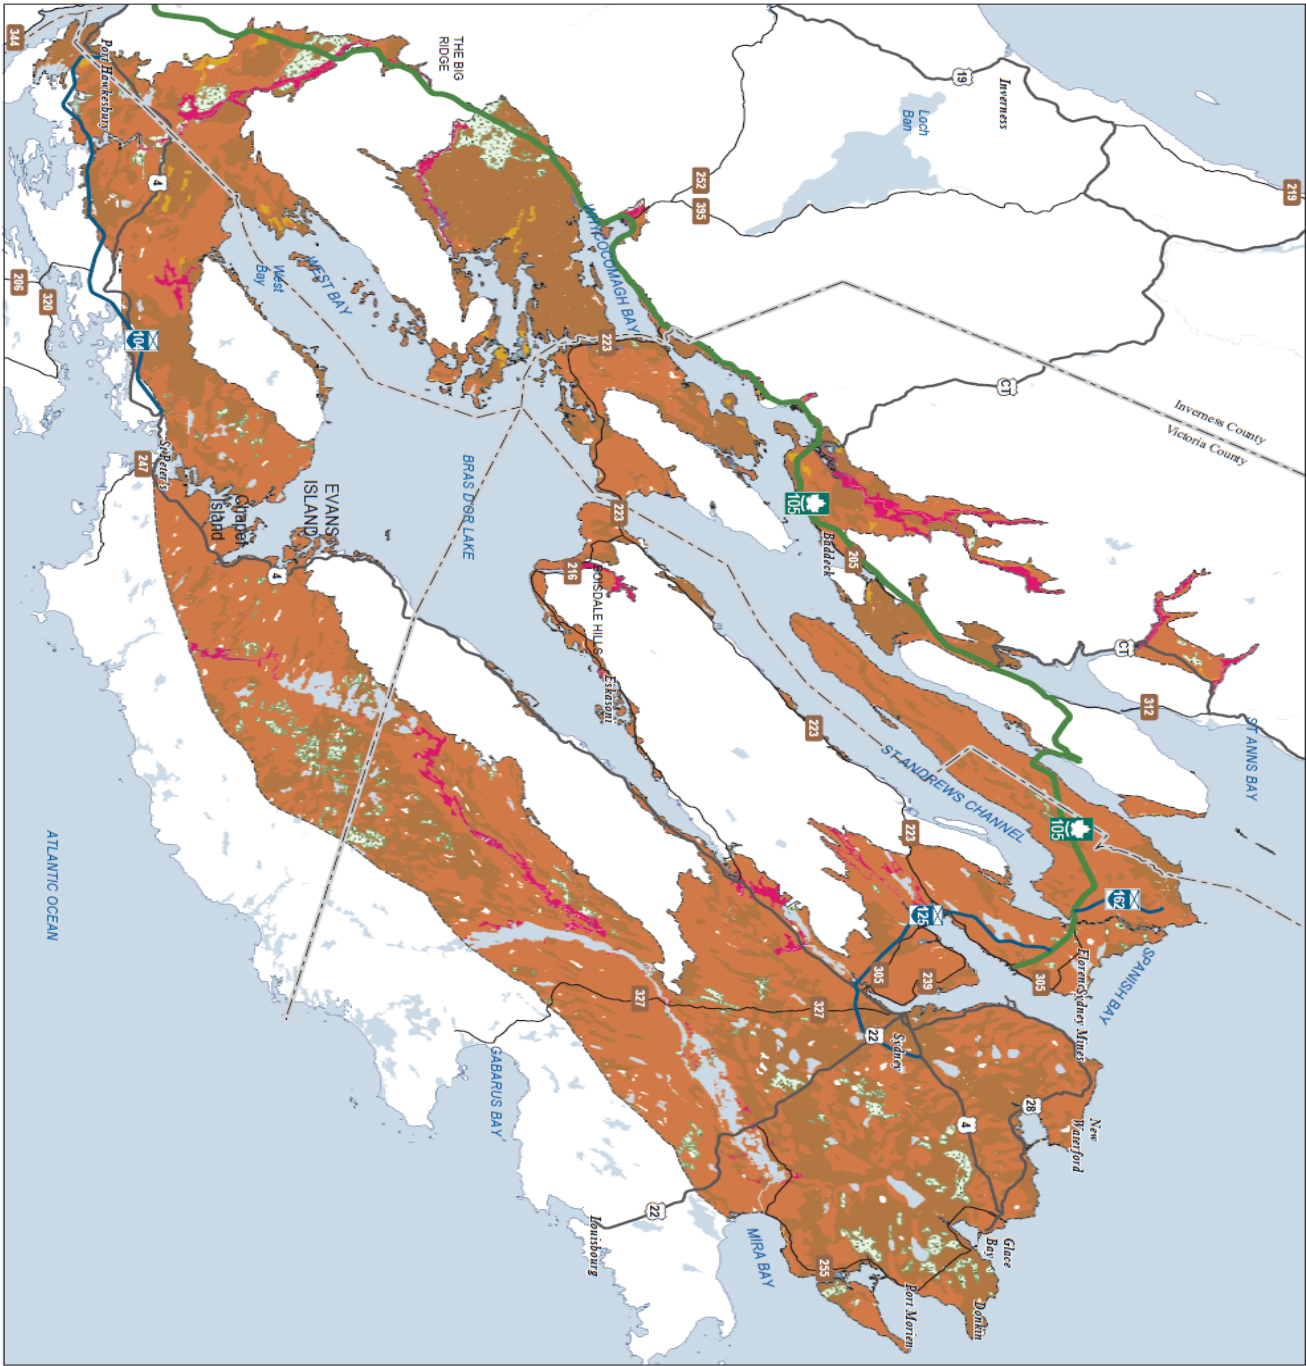 344
Port Hawkesbury
THE BIG
RIDGE
19
Inverness
Loch
Ban
219
252
395
4
WHYCOCOMAGH BAY
West
Bay
WEST BAY
206
320
104
223
CT
Inverness County
Victoria County
St Peter's
247
Chapel
Island
EVANS
ISLAND
BRAS D'OR LAKE
4
223
216
BOISDALE HILLS
Eskasoni
105
Baddeck
205
CT
312
ST ANNS BAY
223
ST ANDREWS CHANNEL
105
223
162
125
SPANISH BAY
ATLANTIC OCEAN
305
239
305
Sydney Mines
327
327
22
Sydney
GABARUS BAY
28
New
Waterford
4
22
Louisbourg
MIRA BAY
255
Glace
Bay
Port Morien
Donkin